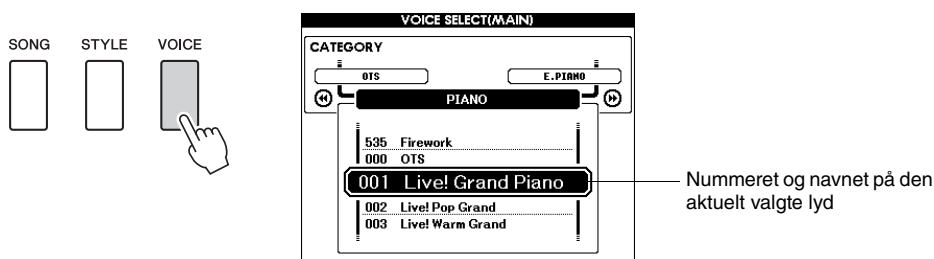 SONG STYLE VOICE
VOICE SELECT(MAIN)
CATEGORY
OTS E.PIANO
PIANO
535 Firework
000 OTS
001 Live! Grand Piano
002 Live! Pop Grand
003 Live! Warm Grand
Nummeret og navnet på den
aktuelt valgte lyd